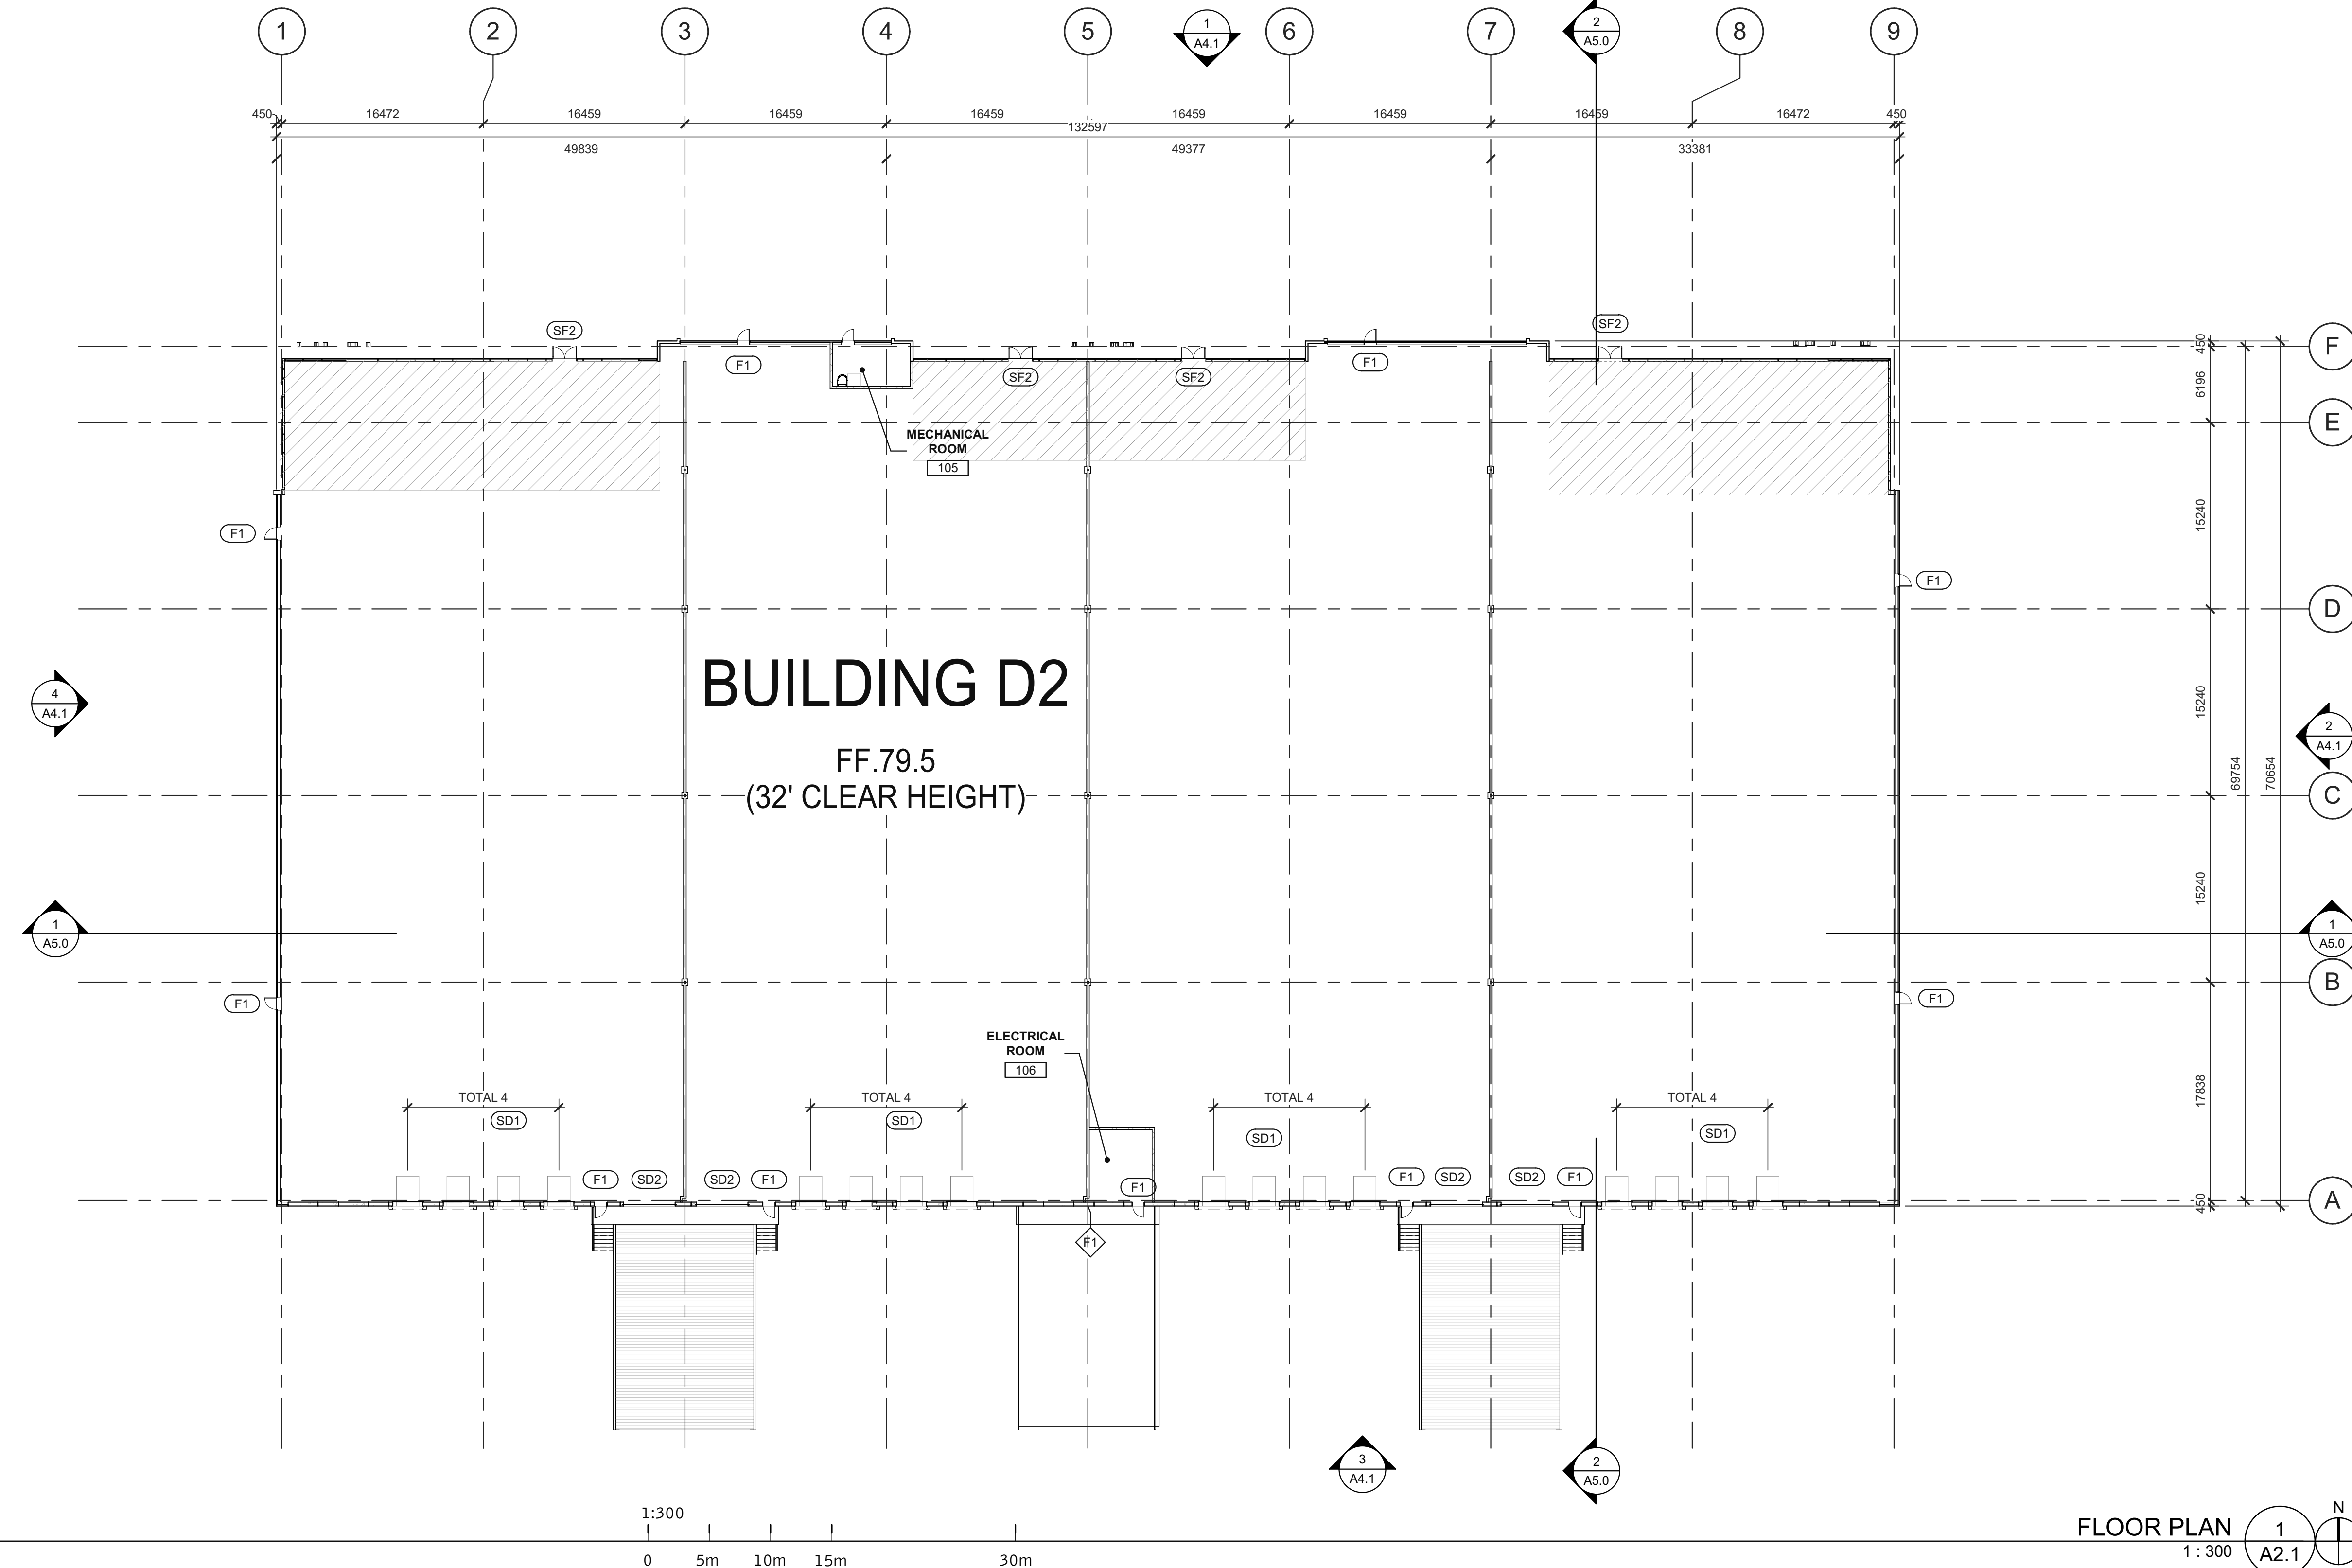 1 2 3 4 5 6 7 8 9
1
A4.1
2
A5.0
450 16472 16459 16459 16459 16459 16459 16459 16472 450
132597
49839 49377 33381
SF2 SF2
F
450
F1 F1
SF2 SF2
6196
E
MECHANICAL
ROOM
105
15240
F1
F1
D
BUILDING D2
FF.79.5
(32' CLEAR HEIGHT)
4
A4.1
15240
2
A4.1
69754
70654
C
15240
1
A5.0
1
A5.0
B
F1
F1
ELECTRICAL
ROOM
106
17838
TOTAL 4 TOTAL 4 TOTAL 4 TOTAL 4
SD1 SD1 SD1 SD1
F1 SD2 SD2 F1 F1 F1 SD2 SD2 F1
450
A
F1
3
A4.1
2
A5.0
1:300
0 5m 10m 15m 30m
FLOOR PLAN
1 : 300
1
A2.1
N